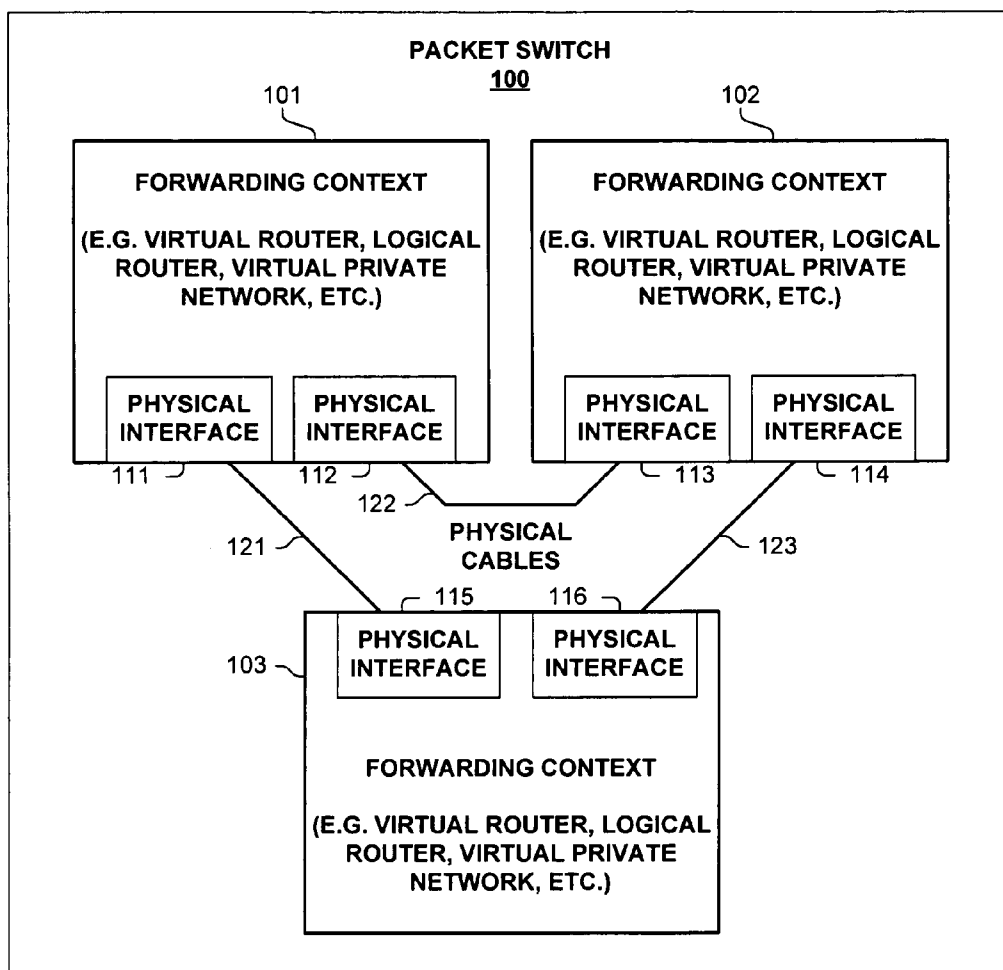 PACKET SWITCH
100
101
102
FORWARDING CONTEXT
(E.G. VIRTUAL ROUTER, LOGICAL
ROUTER, VIRTUAL PRIVATE
NETWORK, ETC.)
FORWARDING CONTEXT
(E.G. VIRTUAL ROUTER, LOGICAL
ROUTER, VIRTUAL PRIVATE
NETWORK, ETC.)
PHYSICAL
INTERFACE
PHYSICAL
INTERFACE
PHYSICAL
INTERFACE
PHYSICAL
INTERFACE
111
112
113
114
122
121
PHYSICAL
CABLES
123
115
116
103
PHYSICAL
INTERFACE
PHYSICAL
INTERFACE
FORWARDING CONTEXT
(E.G. VIRTUAL ROUTER, LOGICAL
ROUTER, VIRTUAL PRIVATE
NETWORK, ETC.)